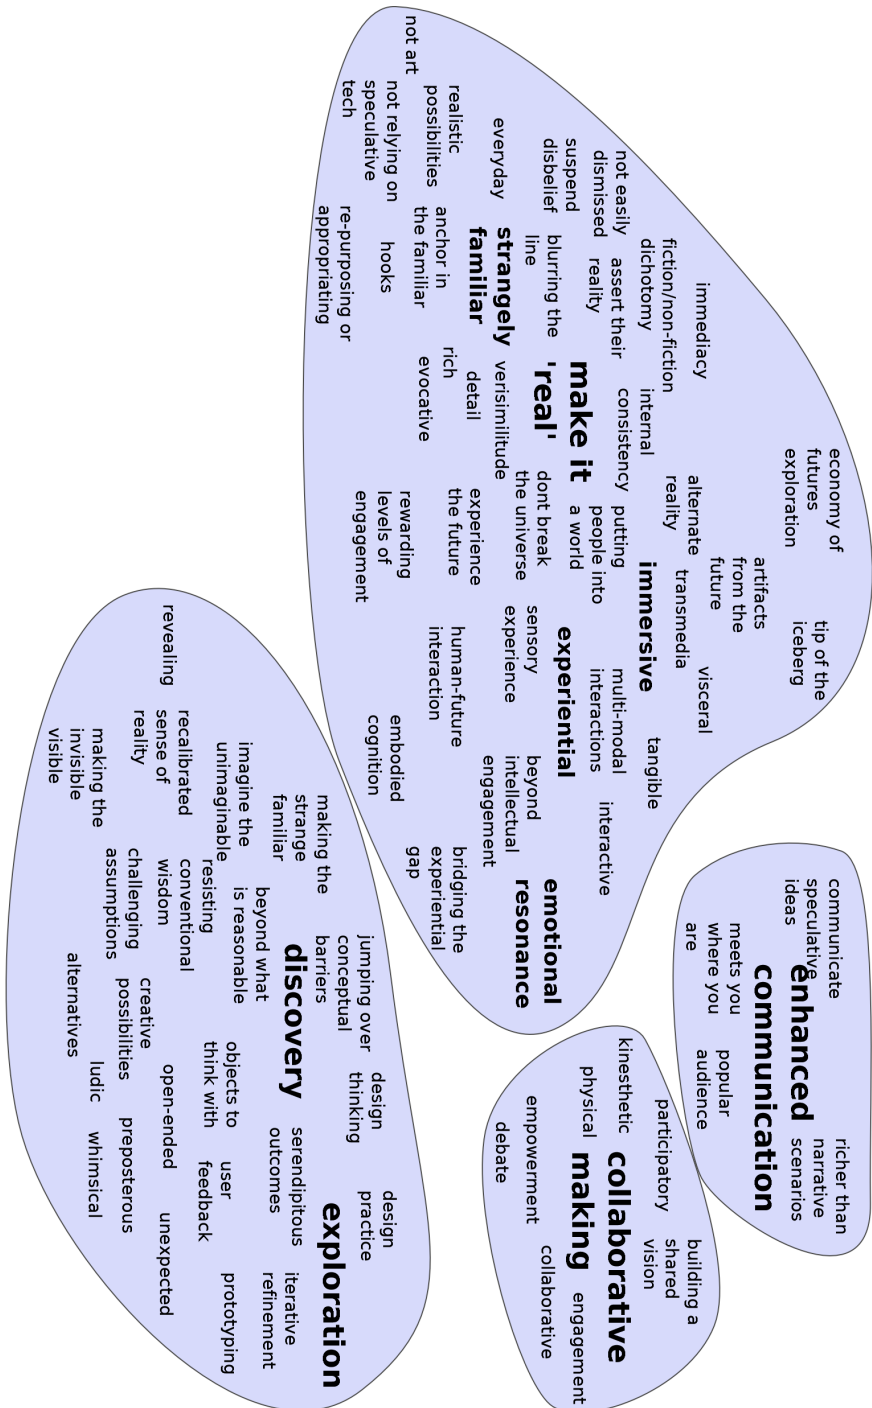 economy of
futures
exploration
tip of the
iceberg
immediacy
artifacts
from the
future
visceral
fiction/non-fiction
dichotomy
alternate
reality
transmedia
tangible
not easily
dismissed
assert their
reality
internal
consistency
putting
people into
a world
immersive
multi-modal
interactions
interactive
suspend
disbelief
blurring the
line
make it
'real'
dont break
the universe
experiential
sensory
experience
beyond
intellectual
engagement
emotional
resonance
everyday
strangely
familiar
verisimilitude
detail
rich
evocative
experience
the future
human-future
interaction
bridging the
experiential
gap
realistic
possibilities
anchor in
the familiar
hooks
rewarding
levels of
engagement
embodied
cognition
not art
not relying on
speculative
tech
re-purposing or
appropriating
communicate
speculative
ideas
enhanced
communication
richer than
narrative
scenarios
meets you
where you
are
popular
audience
kinesthetic
physical
participatory
building a
shared
vision
collaborative
making
empowerment
debate
engagement
collaborative
revealing
making the
strange
familiar
jumping over
conceptual
barriers
design
thinking
design
practice
imagine the
unimaginable
beyond what
is reasonable
discovery
serendipitous
outcomes
exploration
recalibrated
sense of
reality
resisting
conventional
wisdom
objects to
think with
user
feedback
iterative
refinement
prototyping
making the
invisible
visible
challenging
assumptions
creative
possibilities
open-ended
unexpected
alternatives
ludic
preposterous
whimsical